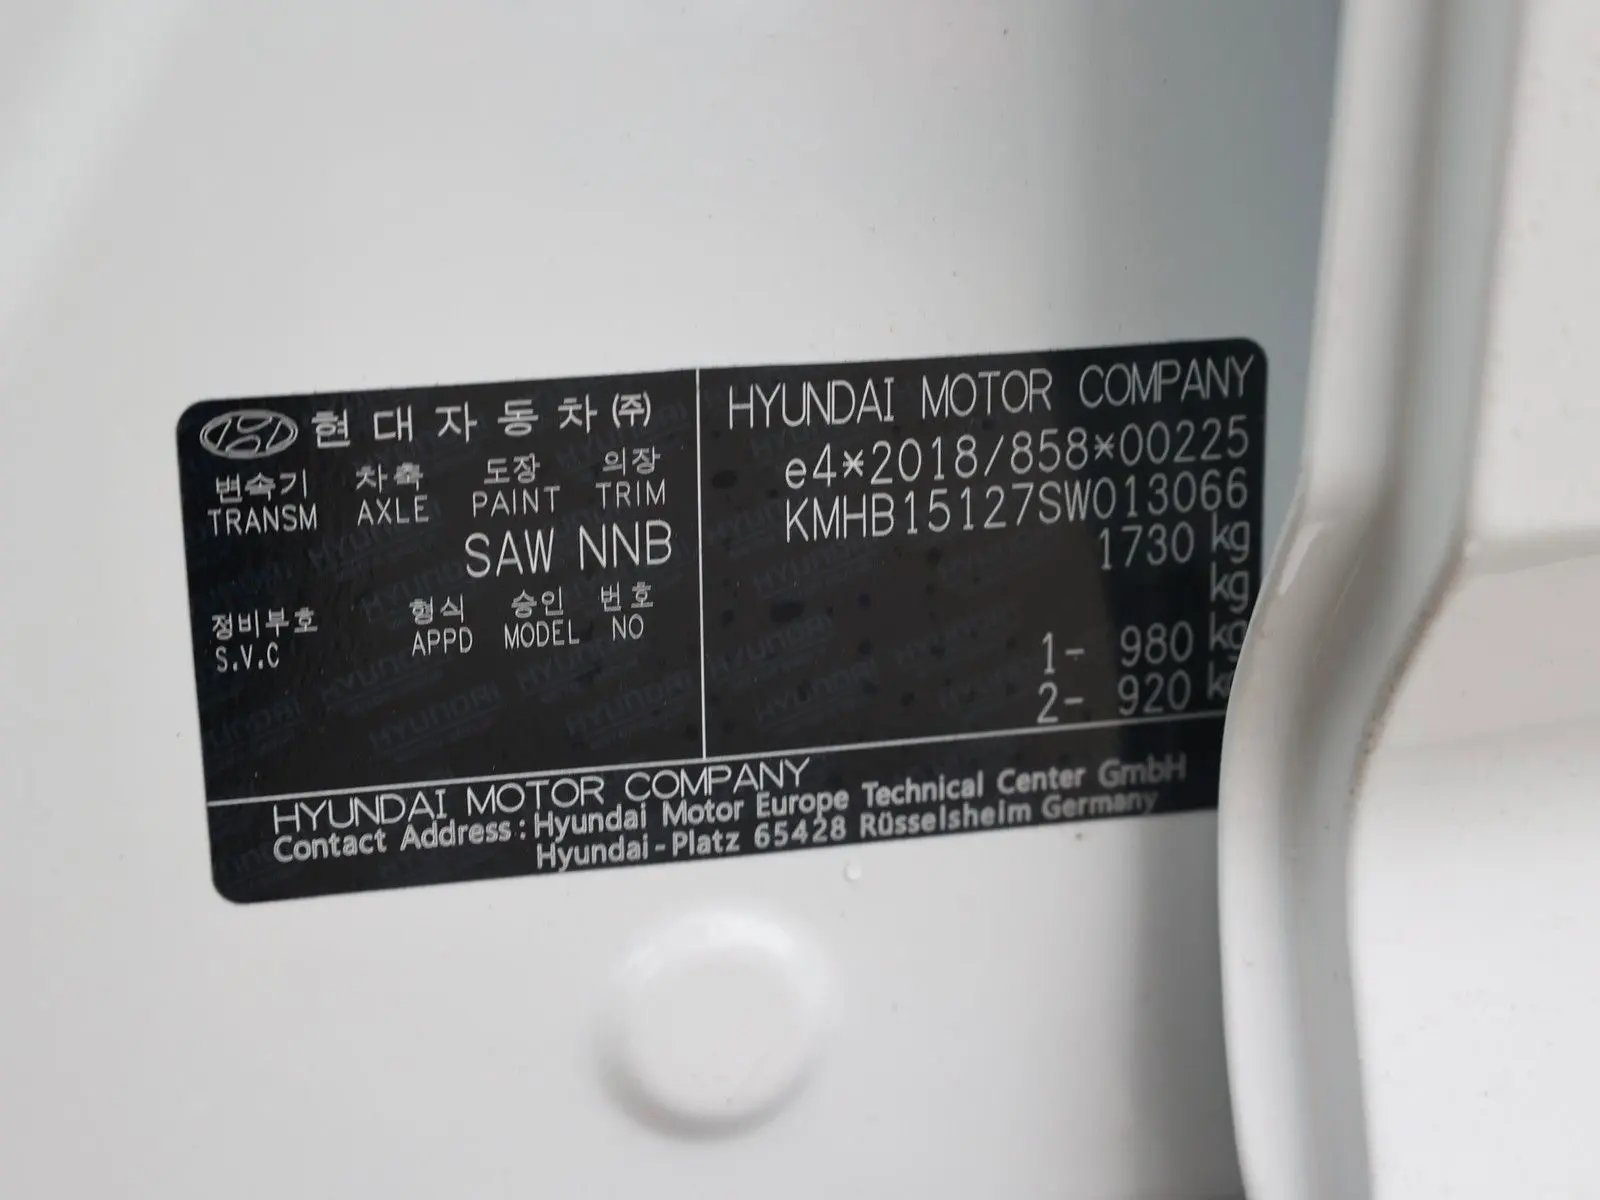 현대자동차㈜
변속기 차축 도장 의장
TRANSM AXLE PAINT TRIM
SAW NNB
정비부호 형식 승인 번호
S.V.C APPD MODEL NO
HYUNDAI MOTOR COMPANY
e4*2018/858*00225
KMHB15127SW013066
1730 kg
kg
1- 980 kg
2- 920 kg
HYUNDAI MOTOR COMPANY
Contact Address : Hyundai Motor Europe Technical Center GmbH
Hyundai-Platz 65428 Rüsselsheim Germany